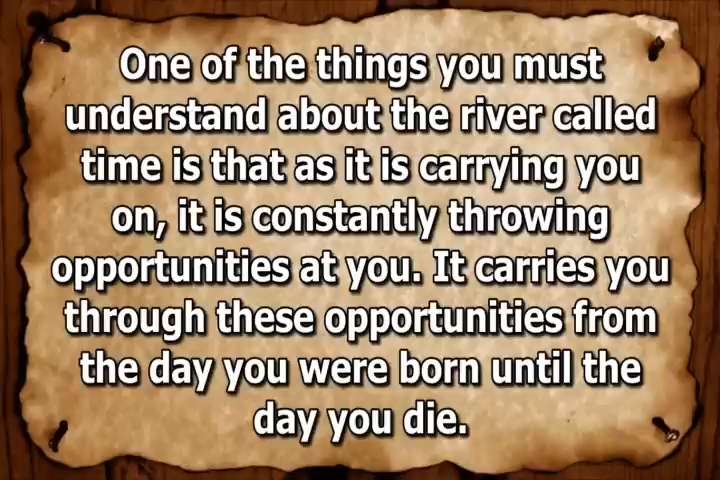 One of the things you must
understand about the river called
time is that as it is carrying you
on, it is constantly throwing
opportunities at you. It carries you
through these opportunities from
the day you were born until the
day you die.